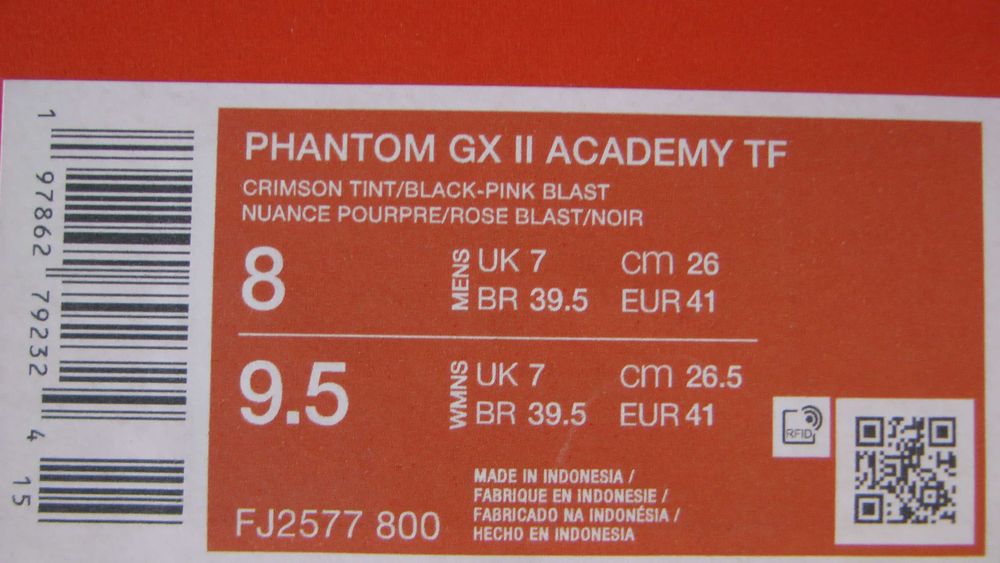 PHANTOM GX II ACADEMY TF
CRIMSON TINT/BLACK-PINK BLAST
NUANCE POURPRE/ROSE BLAST/NOIR
8 MENS UK 7 cm 26
BR 39.5 EUR 41
9.5 WMNS UK 7 cm 26.5
BR 39.5 EUR 41
RFID
MADE IN INDONESIA /
FABRIQUE EN INDONESIE /
FABRICADO NA INDONÉSIA /
HECHO EN INDONESIA
FJ2577 800
1 97862 79232 4 15